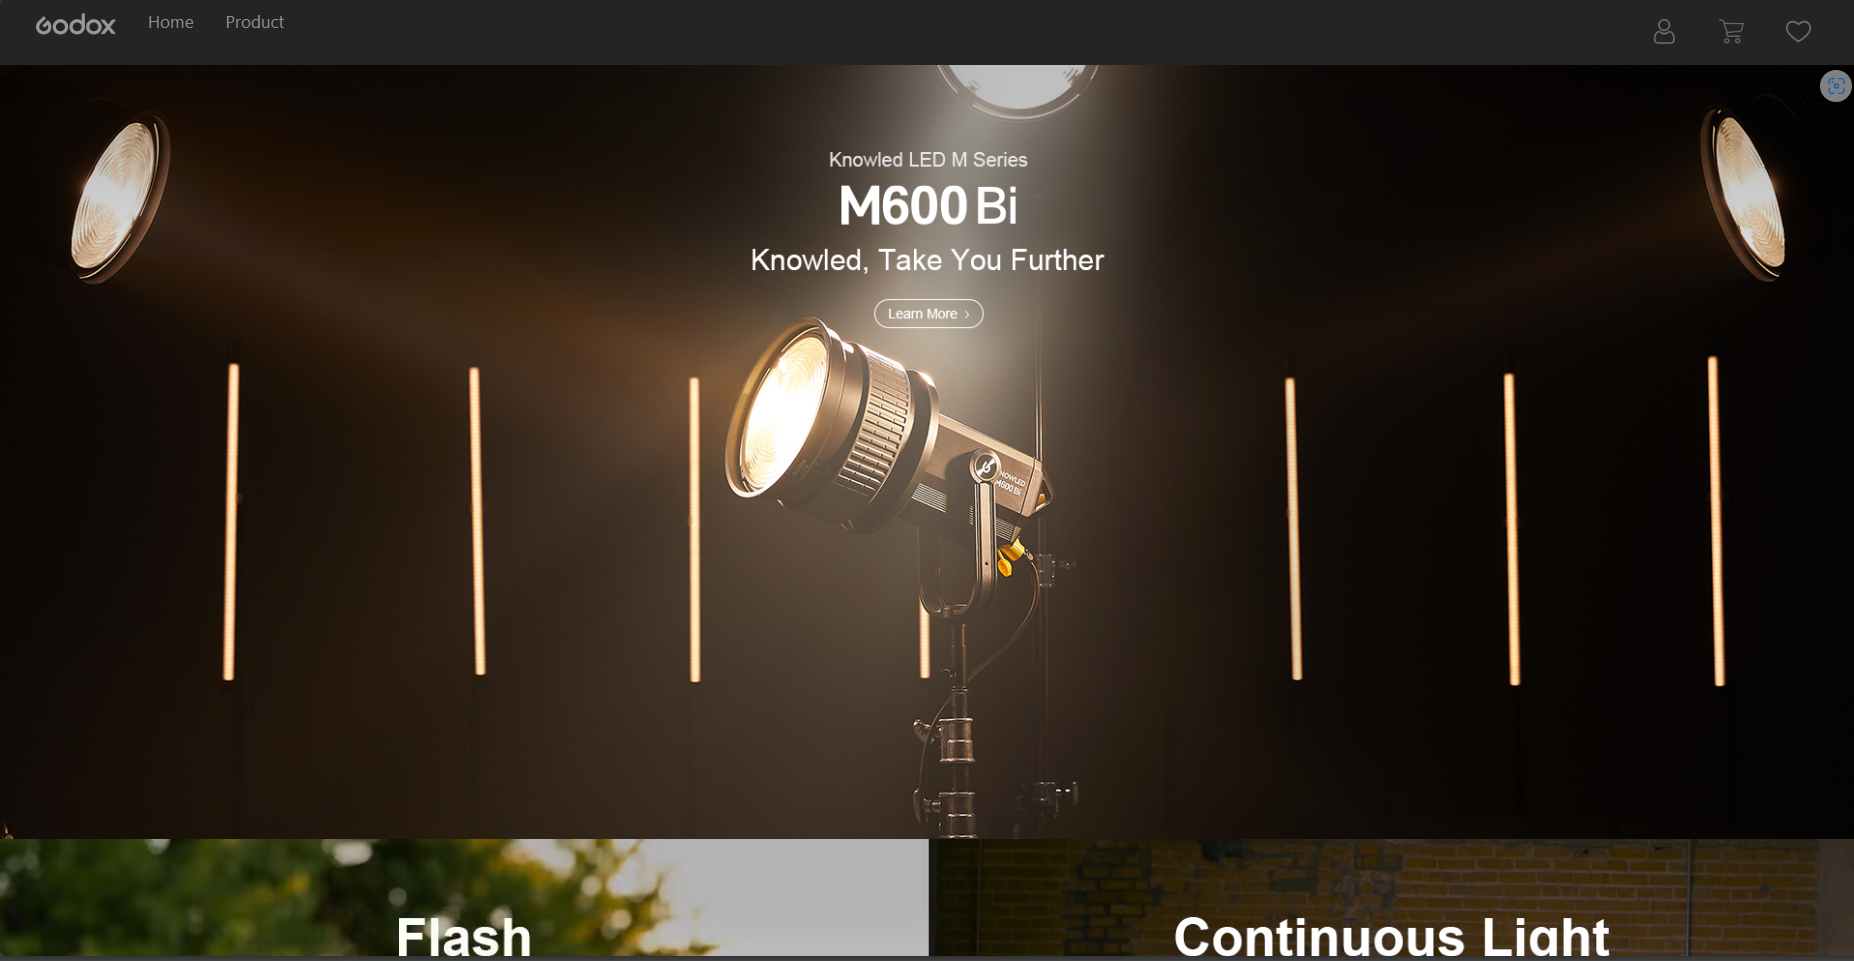 Godox Home Product
Knowled LED M Series
M600 Bi
Knowled, Take You Further
Learn More >
KNOWLED
M600 Bi
Flash
Continuous Light